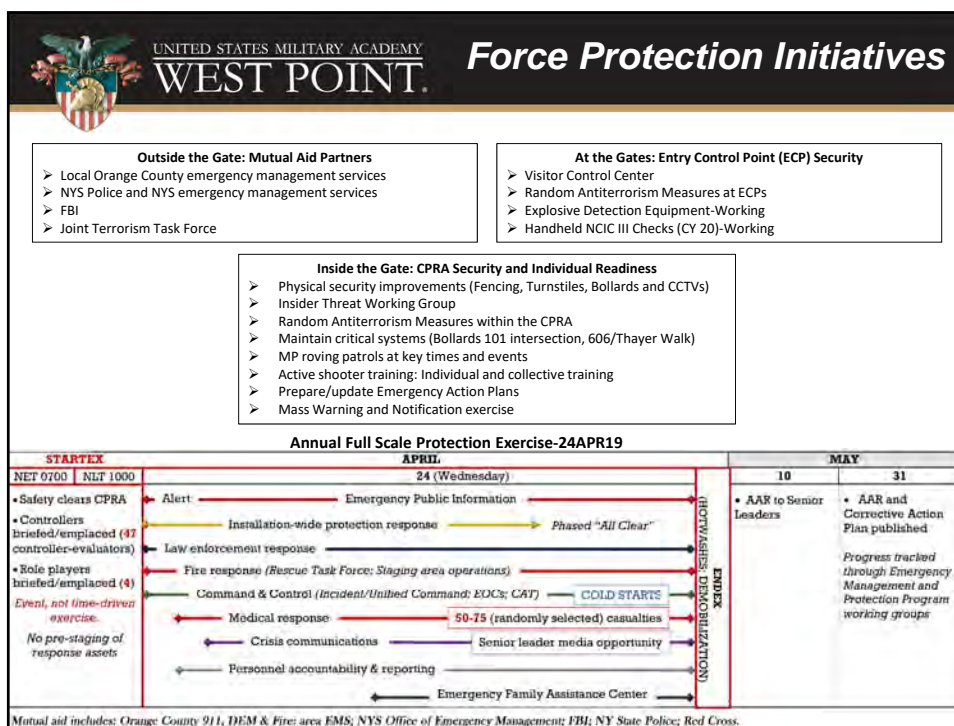 UNITED STATES MILITARY ACADEMY
WEST POINT.
Force Protection Initiatives
Outside the Gate: Mutual Aid Partners
➢ Local Orange County emergency management services
➢ NYS Police and NYS emergency management services
➢ FBI
➢ Joint Terrorism Task Force
At the Gates: Entry Control Point (ECP) Security
➢ Visitor Control Center
➢ Random Antiterrorism Measures at ECPs
➢ Explosive Detection Equipment-Working
➢ Handheld NCIC III Checks (CY 20)-Working
Inside the Gate: CPRA Security and Individual Readiness
➢ Physical security improvements (Fencing, Turnstiles, Bollards and CCTVs)
➢ Insider Threat Working Group
➢ Random Antiterrorism Measures within the CPRA
➢ Maintain critical systems (Bollards 101 intersection, 606/Thayer Walk)
➢ MP roving patrols at key times and events
➢ Active shooter training: Individual and collective training
➢ Prepare/update Emergency Action Plans
➢ Mass Warning and Notification exercise
Annual Full Scale Protection Exercise-24APR19
STARTEX
NET 0700 NLT 1000
• Safety clears CPRA
• Controllers
briefed/emplaced (47
controller-evaluators)
• Role players
briefed/emplaced (4)
Event, not time-driven
exercise.
No pre-staging of
response assets
APRIL
24 (Wednesday)
Alert Emergency Public Information
Installation-wide protection response Phased "All Clear"
Law enforcement response
Fire response (Rescue Task Force; Staging area operations)
Command & Control (Incident/Unified Command; EOCs; CAT) COLD STARTS
Medical response 50-75 (randomly selected) casualties
Crisis communications Senior leader media opportunity
Personnel accountability & reporting
Emergency Family Assistance Center
(HOTWASHES; DEMOBILIZATION)
ENDEX
MAY
10 31
• AAR to Senior
Leaders
• AAR and
Corrective Action
Plan published
Progress tracked
through Emergency
Management and
Protection Program
working groups
Mutual aid includes: Orange County 911, DEM & Fire; area EMS; NYS Office of Emergency Management; FBI; NY State Police; Red Cross.